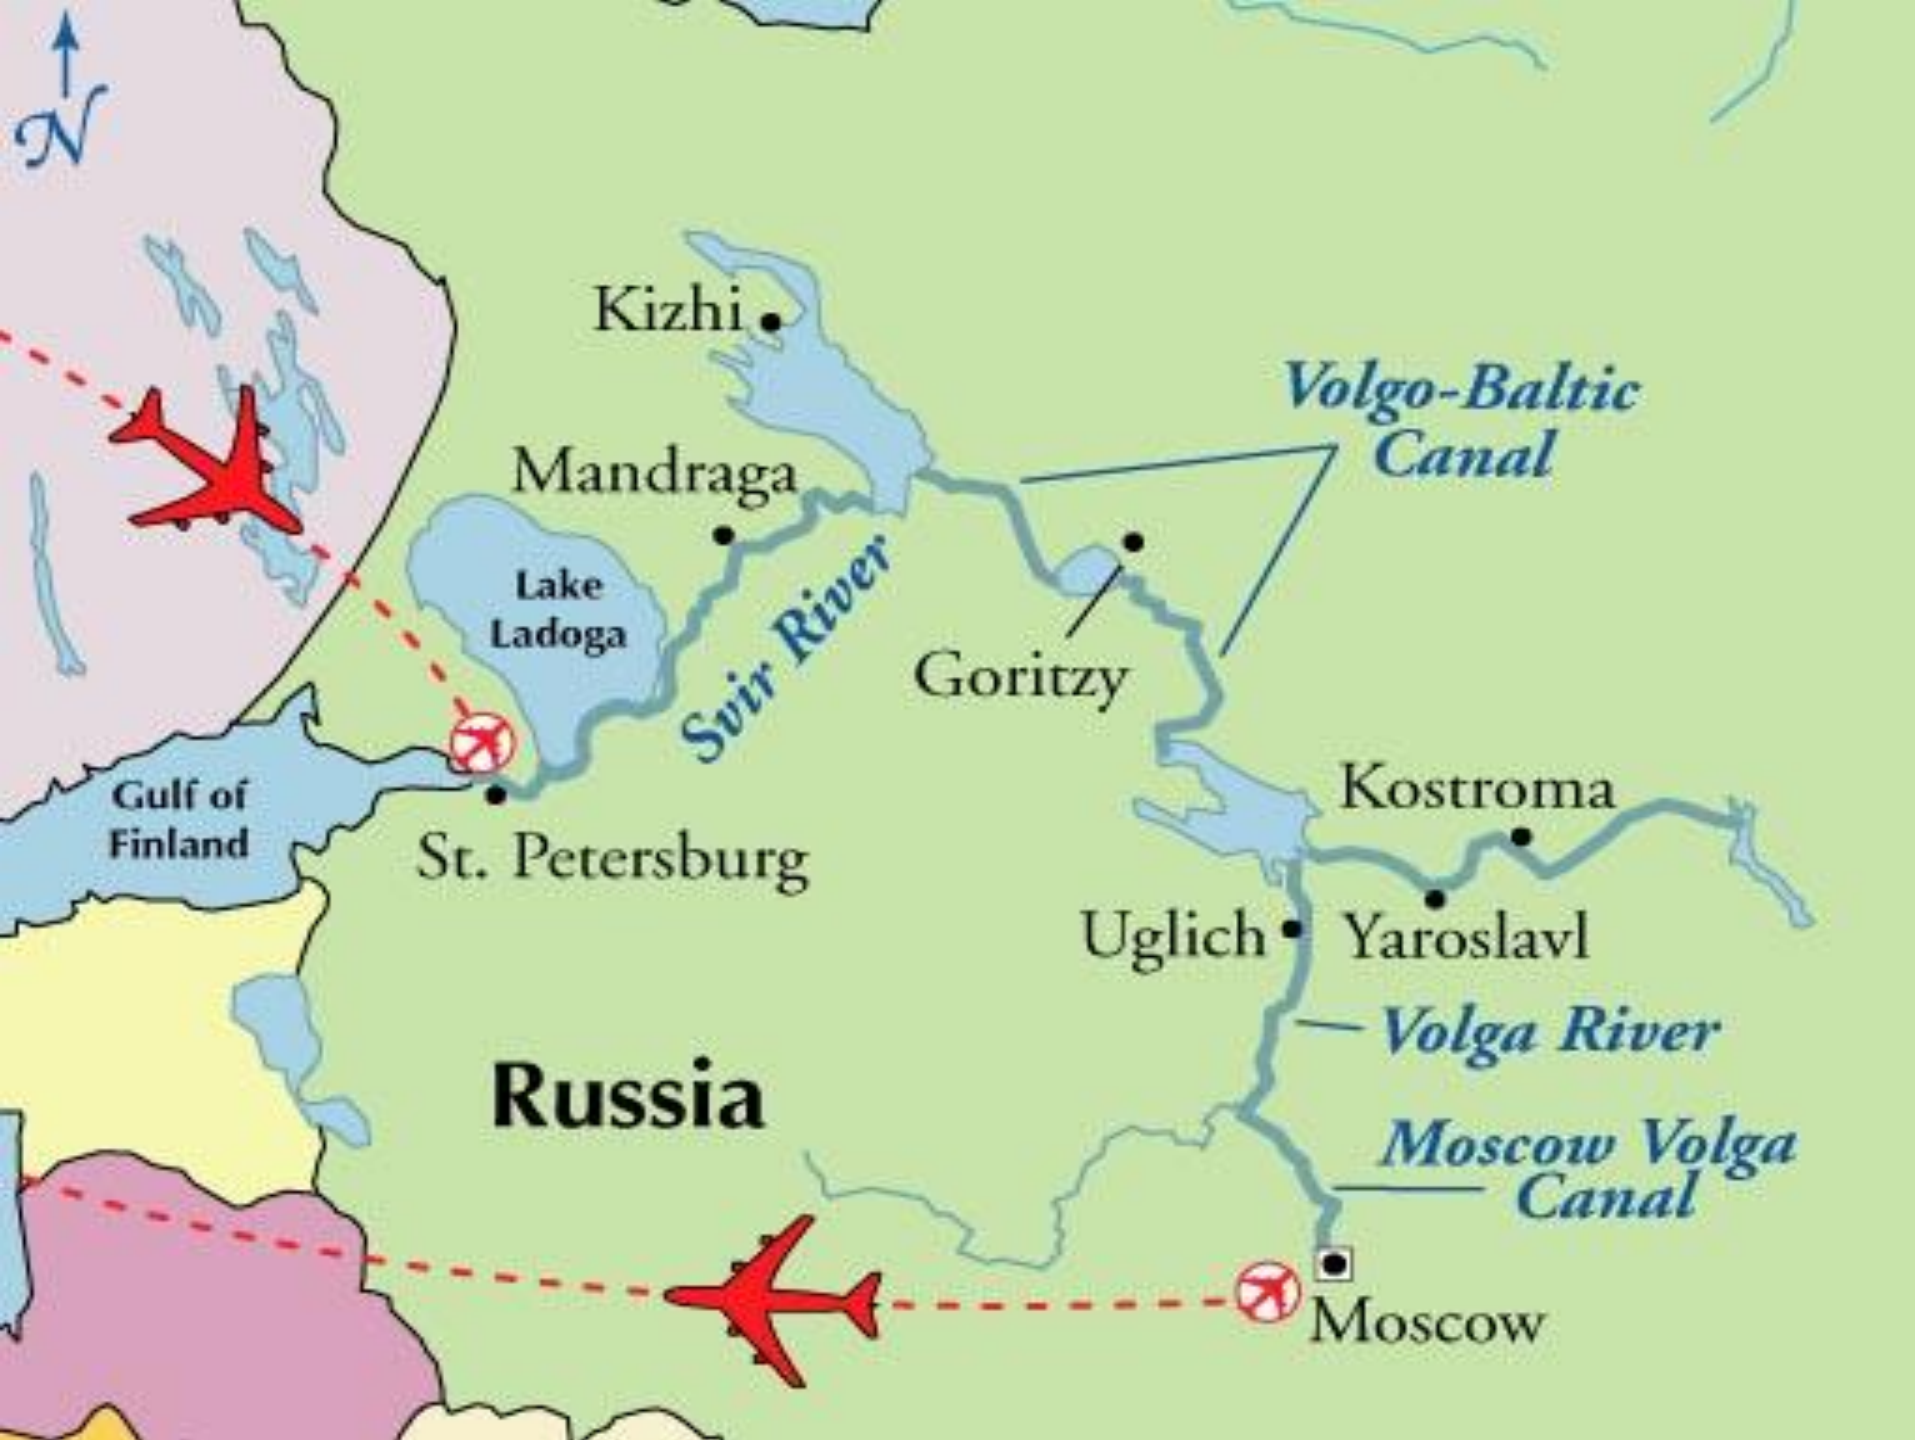 N
Kizhi
Volgo-Baltic
Canal
Mandraga
Lake
Ladoga
Svir River
Goritzy
Gulf of
Finland
Kostroma
St. Petersburg
Uglich
Yaroslavl
Volga River
Russia
Moscow Volga
Canal
Moscow